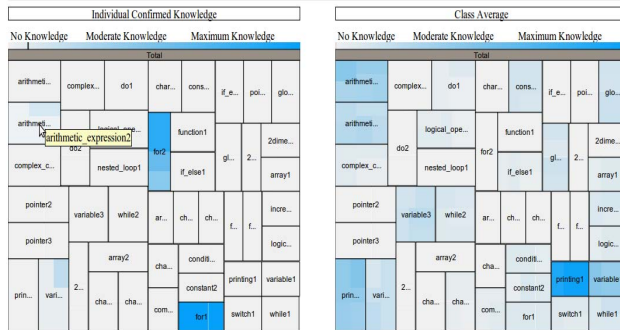 Individual Confirmed Knowledge
No Knowledge Moderate Knowledge Maximum Knowledge
Total
arithmeti...
complex...
do1
char...
cons...
if_e...
poi...
glo...
arithmeti...
arithmetic_expression2
do2
for2
function1
2dime...
complex_c...
nested_loop1
if_else1
gl...
2...
array1
pointer2
variable3
while2
ar...
ch...
ch...
f...
f...
incre...
pointer3
array2
cha...
conditi...
logic...
prin...
vari...
2...
cha...
cha...
com...
constant2
printing1
variable1
for1
switch1
while1
Class Average
No Knowledge Moderate Knowledge Maximum Knowledge
Total
arithmeti...
complex...
do1
char...
cons...
if_e...
poi...
glo...
arithmeti...
do2
logical_ope...
for2
function1
2dime...
complex_c...
nested_loop1
if_else1
gl...
2...
array1
pointer2
variable3
while2
ar...
ch...
ch...
f...
f...
incre...
pointer3
array2
cha...
conditi...
logic...
prin...
vari...
2...
cha...
cha...
com...
constant2
printing1
variable
for1
switch1
while1